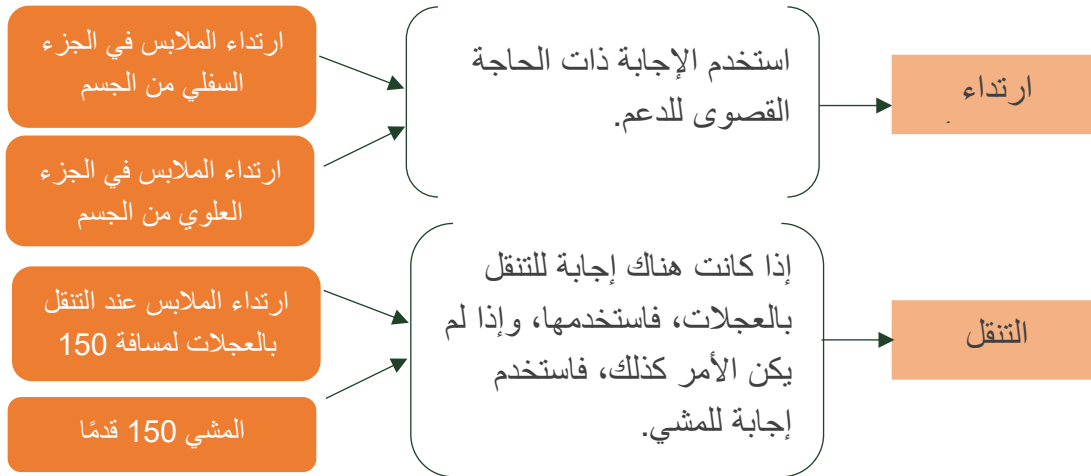 ارتداء الملابس في الجزء
السفلي من الجسم
ارتداء الملابس في الجزء
العلوي من الجسم
استخدم الإجابة ذات الحاجة
القصوى للدعم.
ارتداء
ارتداء الملابس عند التنقل
بالعجلات لمسافة 150
المشي 150 قدمًا
إذا كانت هناك إجابة للتنقل
بالعجلات، فاستخدمها، وإذا لم
يكن الأمر كذلك، فاستخدم
إجابة للمشي.
التنقل